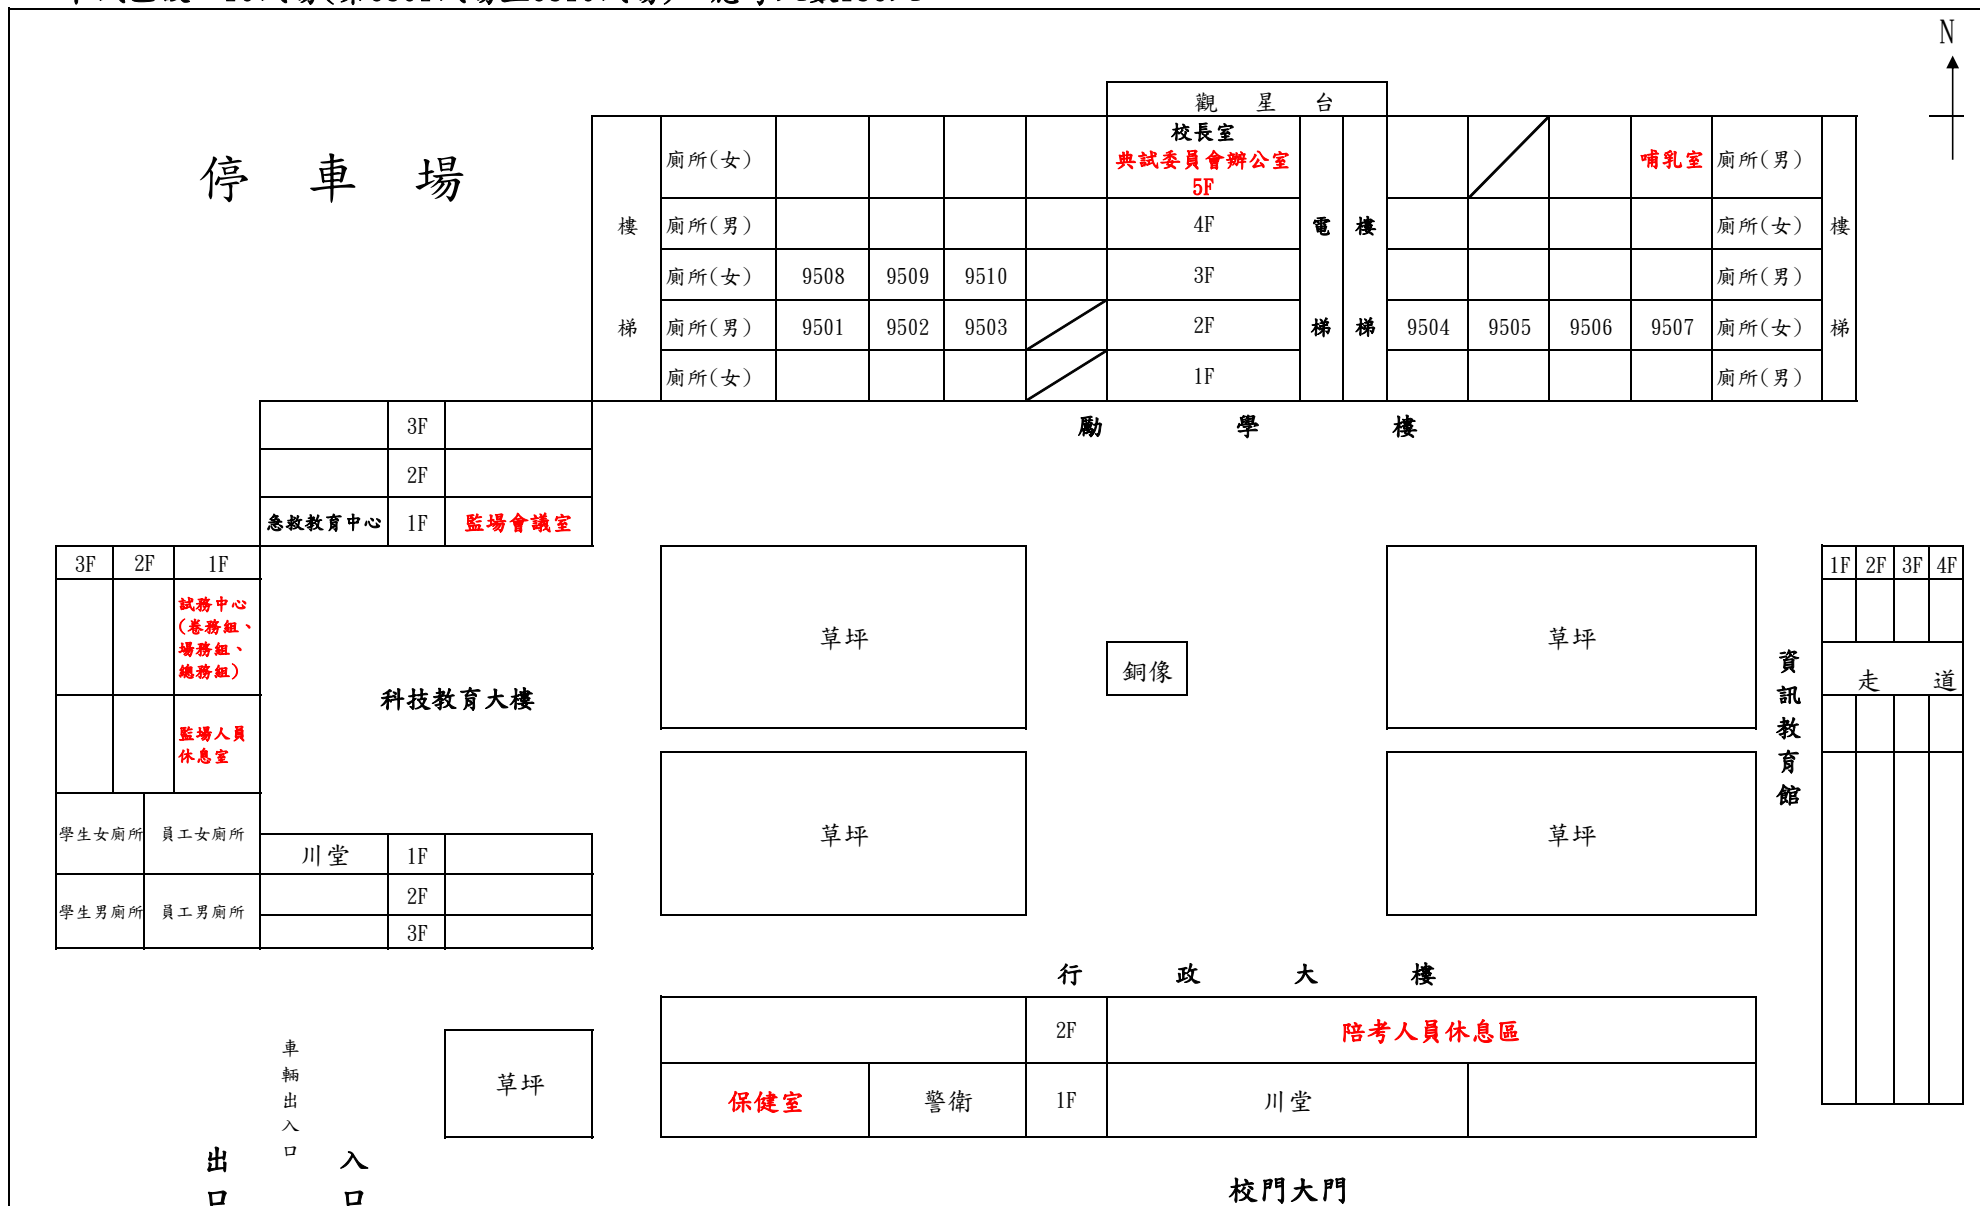 N
觀 星 台
停 車 場
廁所(女)
校長室
典試委員會辦公室
5F
哺乳室
廁所(男)
樓 廁所(男) 4F 電 樓 廁所(女) 樓
廁所(女) 9508 9509 9510 3F 廁所(男)
梯 廁所(男) 9501 9502 9503 2F 梯 梯 9504 9505 9506 9507 廁所(女) 梯
廁所(女) 1F 廁所(男)
勵 學 樓
3F
2F
急救教育中心 1F 監場會議室
3F 2F 1F
試務中心
(卷務組、
場務組、
總務組)
監場人員
休息室
科技教育大樓
學生女廁所 員工女廁所
學生男廁所 員工男廁所
川堂 1F
2F
3F
草坪
草坪
銅像
草坪
草坪
資
訊
教
育
館
1F 2F 3F 4F
走 道
行 政 大 樓
2F 陪考人員休息區
保健室 警衛 1F 川堂
草坪
車
輛
出
入
口
出
口
入
口
校門大門